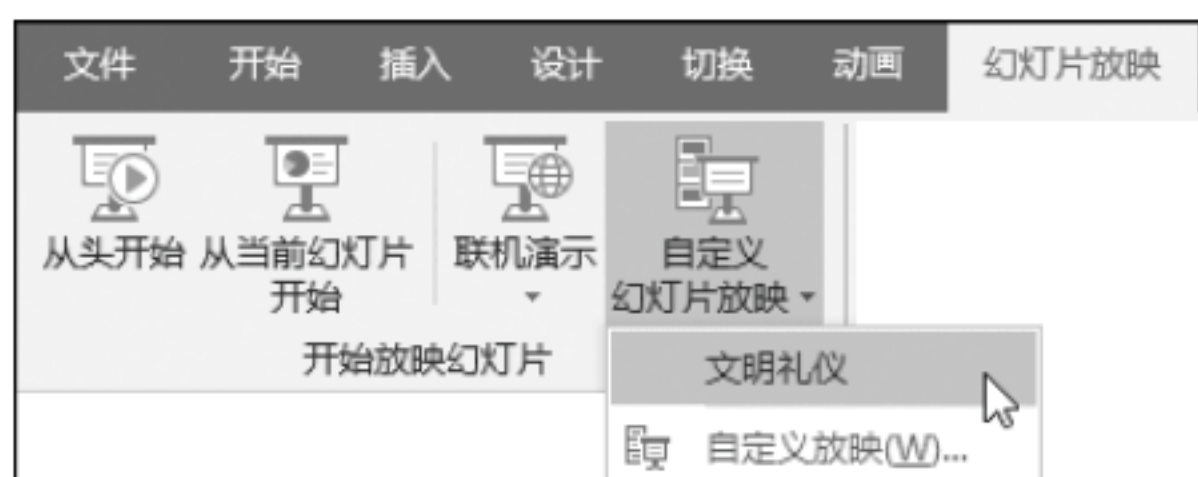 文件 开始 插入 设计 切换 动画 幻灯片放映
从头开始 从当前幻灯片 联机演示 自定义
开始 幻灯片放映
开始放映幻灯片
文明礼仪
自定义放映(W)...